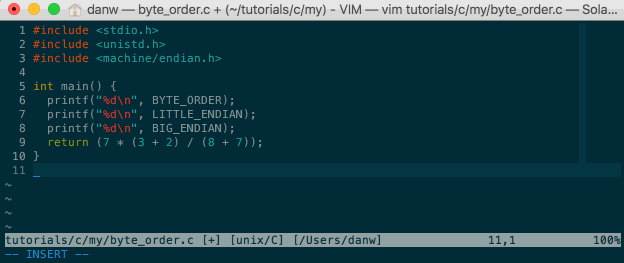 danw — byte_order.c + (~/tutorials/c/my) - VIM — vim tutorials/c/my/byte_order.c — Sola...
1 #include <stdio.h>
2 #include <unistd.h>
3 #include <machine/endian.h>
4
5 int main() {
6   printf("%d\n", BYTE_ORDER);
7   printf("%d\n", LITTLE_ENDIAN);
8   printf("%d\n", BIG_ENDIAN);
9   return (7 * (3 + 2) / (8 + 7));
10 }
11
~
~
~
~
tutorials/c/my/byte_order.c [+] [unix/C] [/Users/danw] 11,1 100%
-- INSERT --